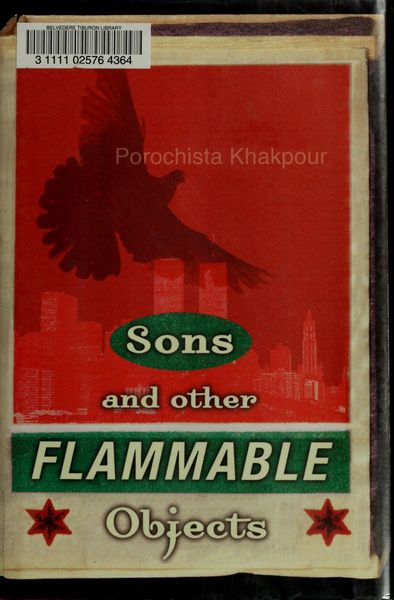 BELVEDERE TIBURON LIBRARY
3 1111 02576 4364
Porochista Khakpour
Sons
and other
FLAMMABLE
Objects